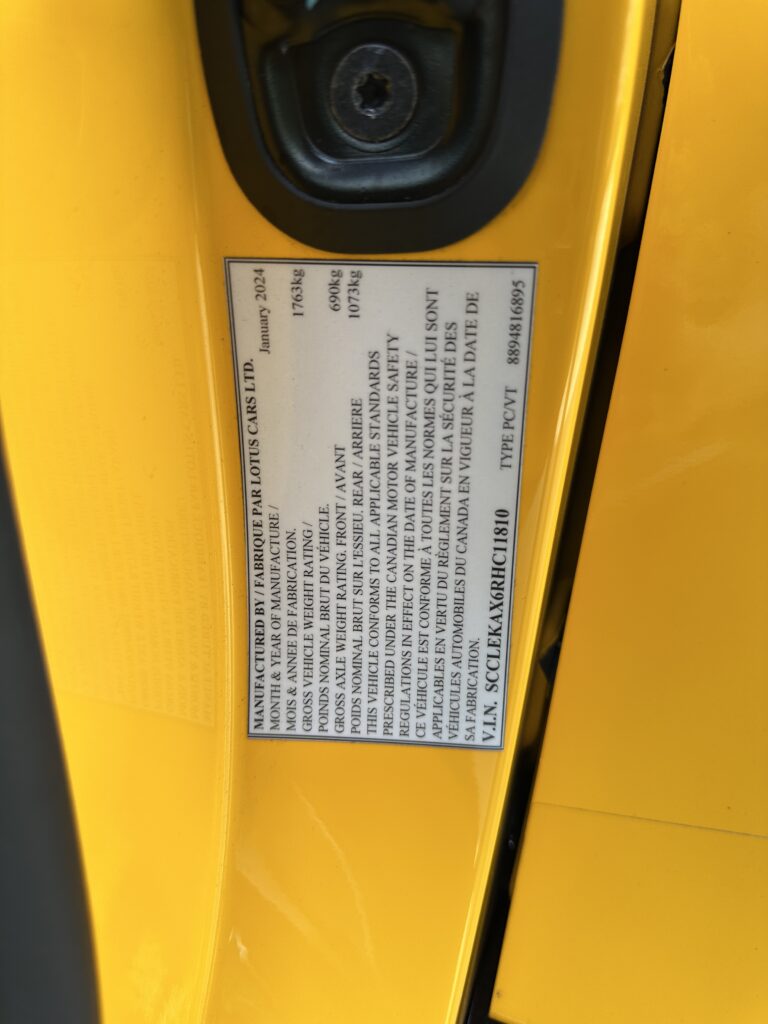 MANUFACTURED BY / FABRIQUE PAR LOTUS CARS LTD.
MONTH & YEAR OF MANUFACTURE / January 2024
MOIS & ANNEE DE FABRICATION.
GROSS VEHICLE WEIGHT RATING / 1763kg
POINDS NOMINAL BRUT DU VÉHICLE.
GROSS AXLE WEIGHT RATING. FRONT / AVANT 690kg
POIDS NOMINAL BRUT SUR L'ESSIEU. REAR / ARRIERE 1073kg
THIS VEHICLE CONFORMS TO ALL APPLICABLE STANDARDS
PRESCRIBED UNDER THE CANADIAN MOTOR VEHICLE SAFETY
REGULATIONS IN EFFECT ON THE DATE OF MANUFACTURE /
CE VÉHICULE EST CONFORME À TOUTES LES NORMES QUI LUI SONT
APPLICABLES EN VERTU DU RÈGLEMENT SUR LA SÉCURITÉ DES
VÉHICULES AUTOMOBILES DU CANADA EN VIGUEUR À LA DATE DE
SA FABRICATION.
V.I.N. SCCLEKAX6RHC11810 TYPE PC/VT 8894816895